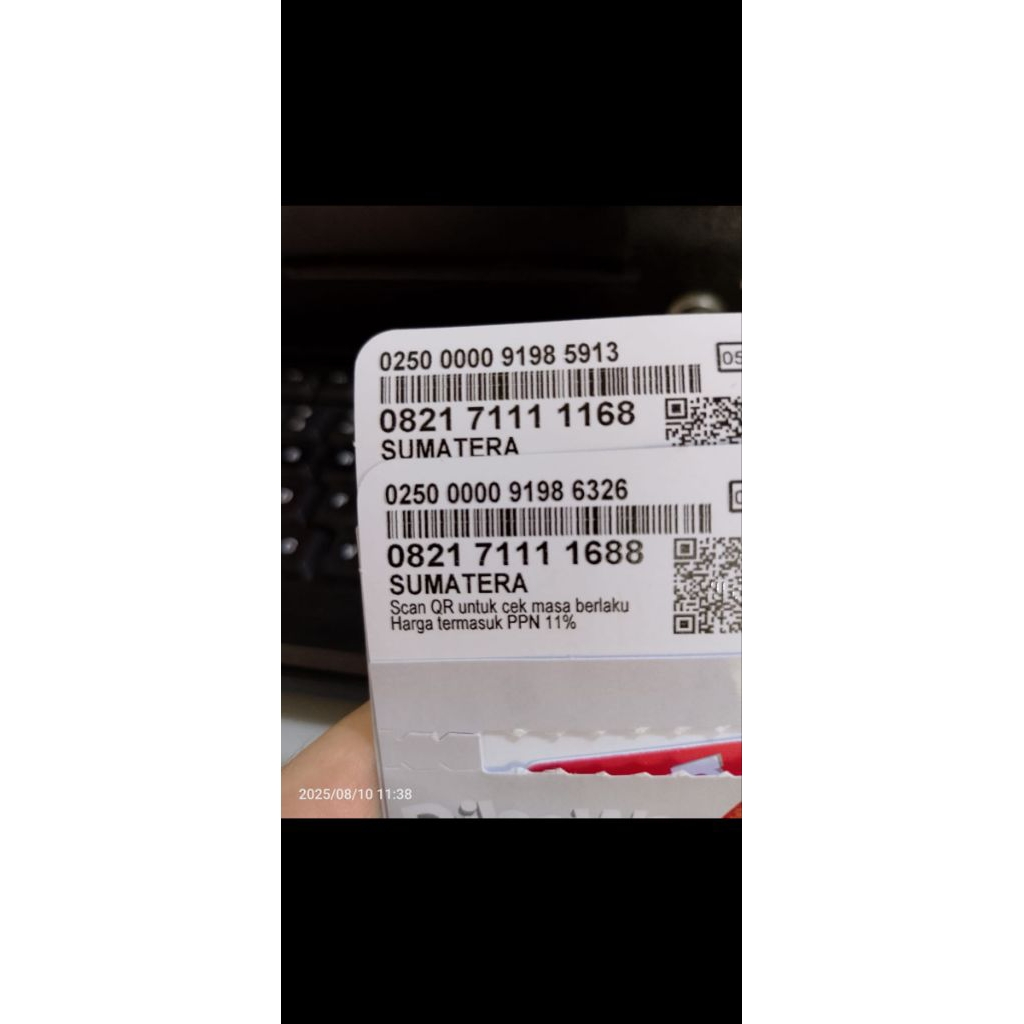 0250 0000 9198 5913
05
0821 7111 1168
SUMATERA
0250 0000 9198 6326
0821 7111 1688
SUMATERA
Scan QR untuk cek masa berlaku
Harga termasuk PPN 11%
2025/08/10 11:38